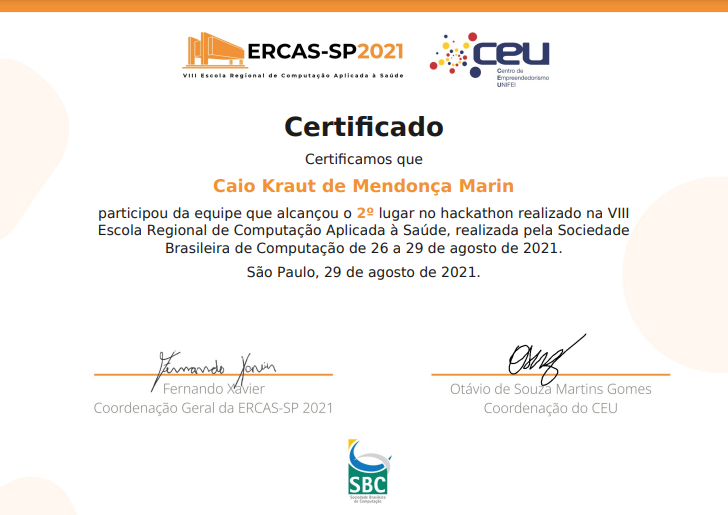 ERCAS-SP2021
VIII Escola Regional de Computação Aplicada à Saúde
ceu
Centro de
Empreendedorismo
UNIFEI
Certificado
Certificamos que
Caio Kraut de Mendonça Marin
participou da equipe que alcançou o 2º lugar no hackathon realizado na VIII
Escola Regional de Computação Aplicada à Saúde, realizada pela Sociedade
Brasileira de Computação de 26 a 29 de agosto de 2021.
São Paulo, 29 de agosto de 2021.
Fernando Xavier
Fernando Xavier
Coordenação Geral da ERCAS-SP 2021
Otávio de Souza Martins Gomes
Coordenação do CEU
SBC
Sociedade Brasileira
de Computação